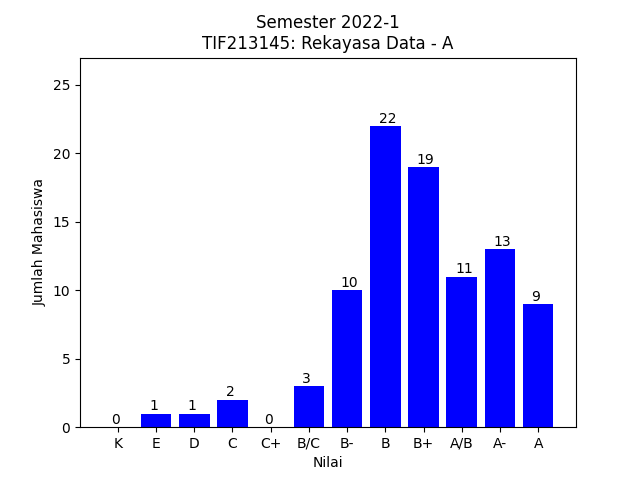 Semester 2022-1
TIF213145: Rekayasa Data - A
Jumlah Mahasiswa
25
20
15
10
5
0
0 1 1 2 0 3 10 22 19 11 13 9
K E D C C+ B/C B- B B+ A/B A- A
Nilai